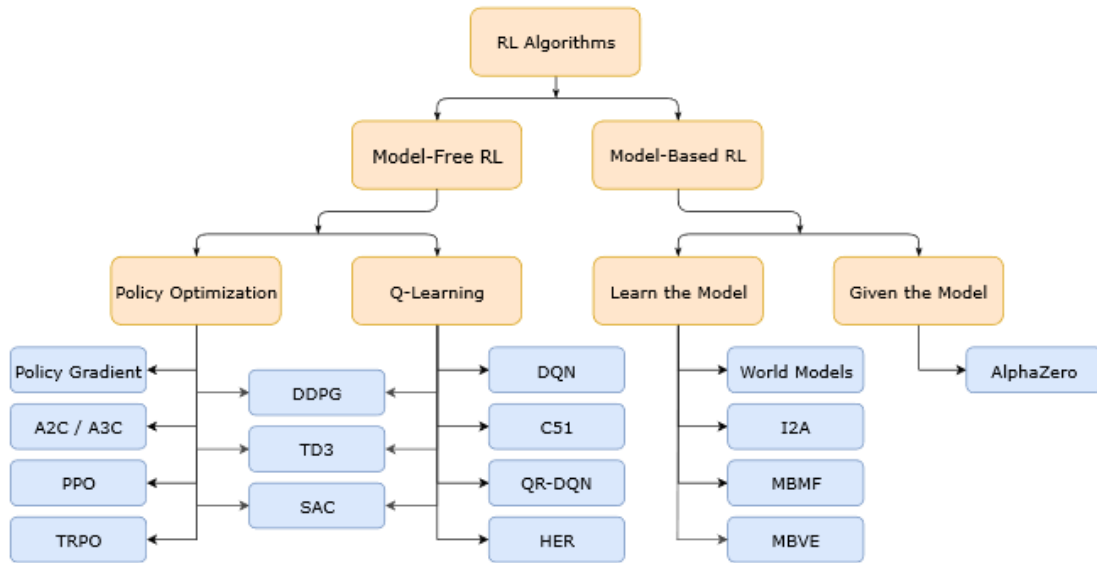 RL Algorithms
Model-Free RL
Model-Based RL
Policy Optimization
Q-Learning
Learn the Model
Given the Model
Policy Gradient
DDPG
DQN
World Models
AlphaZero
A2C / A3C
TD3
C51
I2A
PPO
SAC
QR-DQN
MBMF
TRPO
HER
MBVE